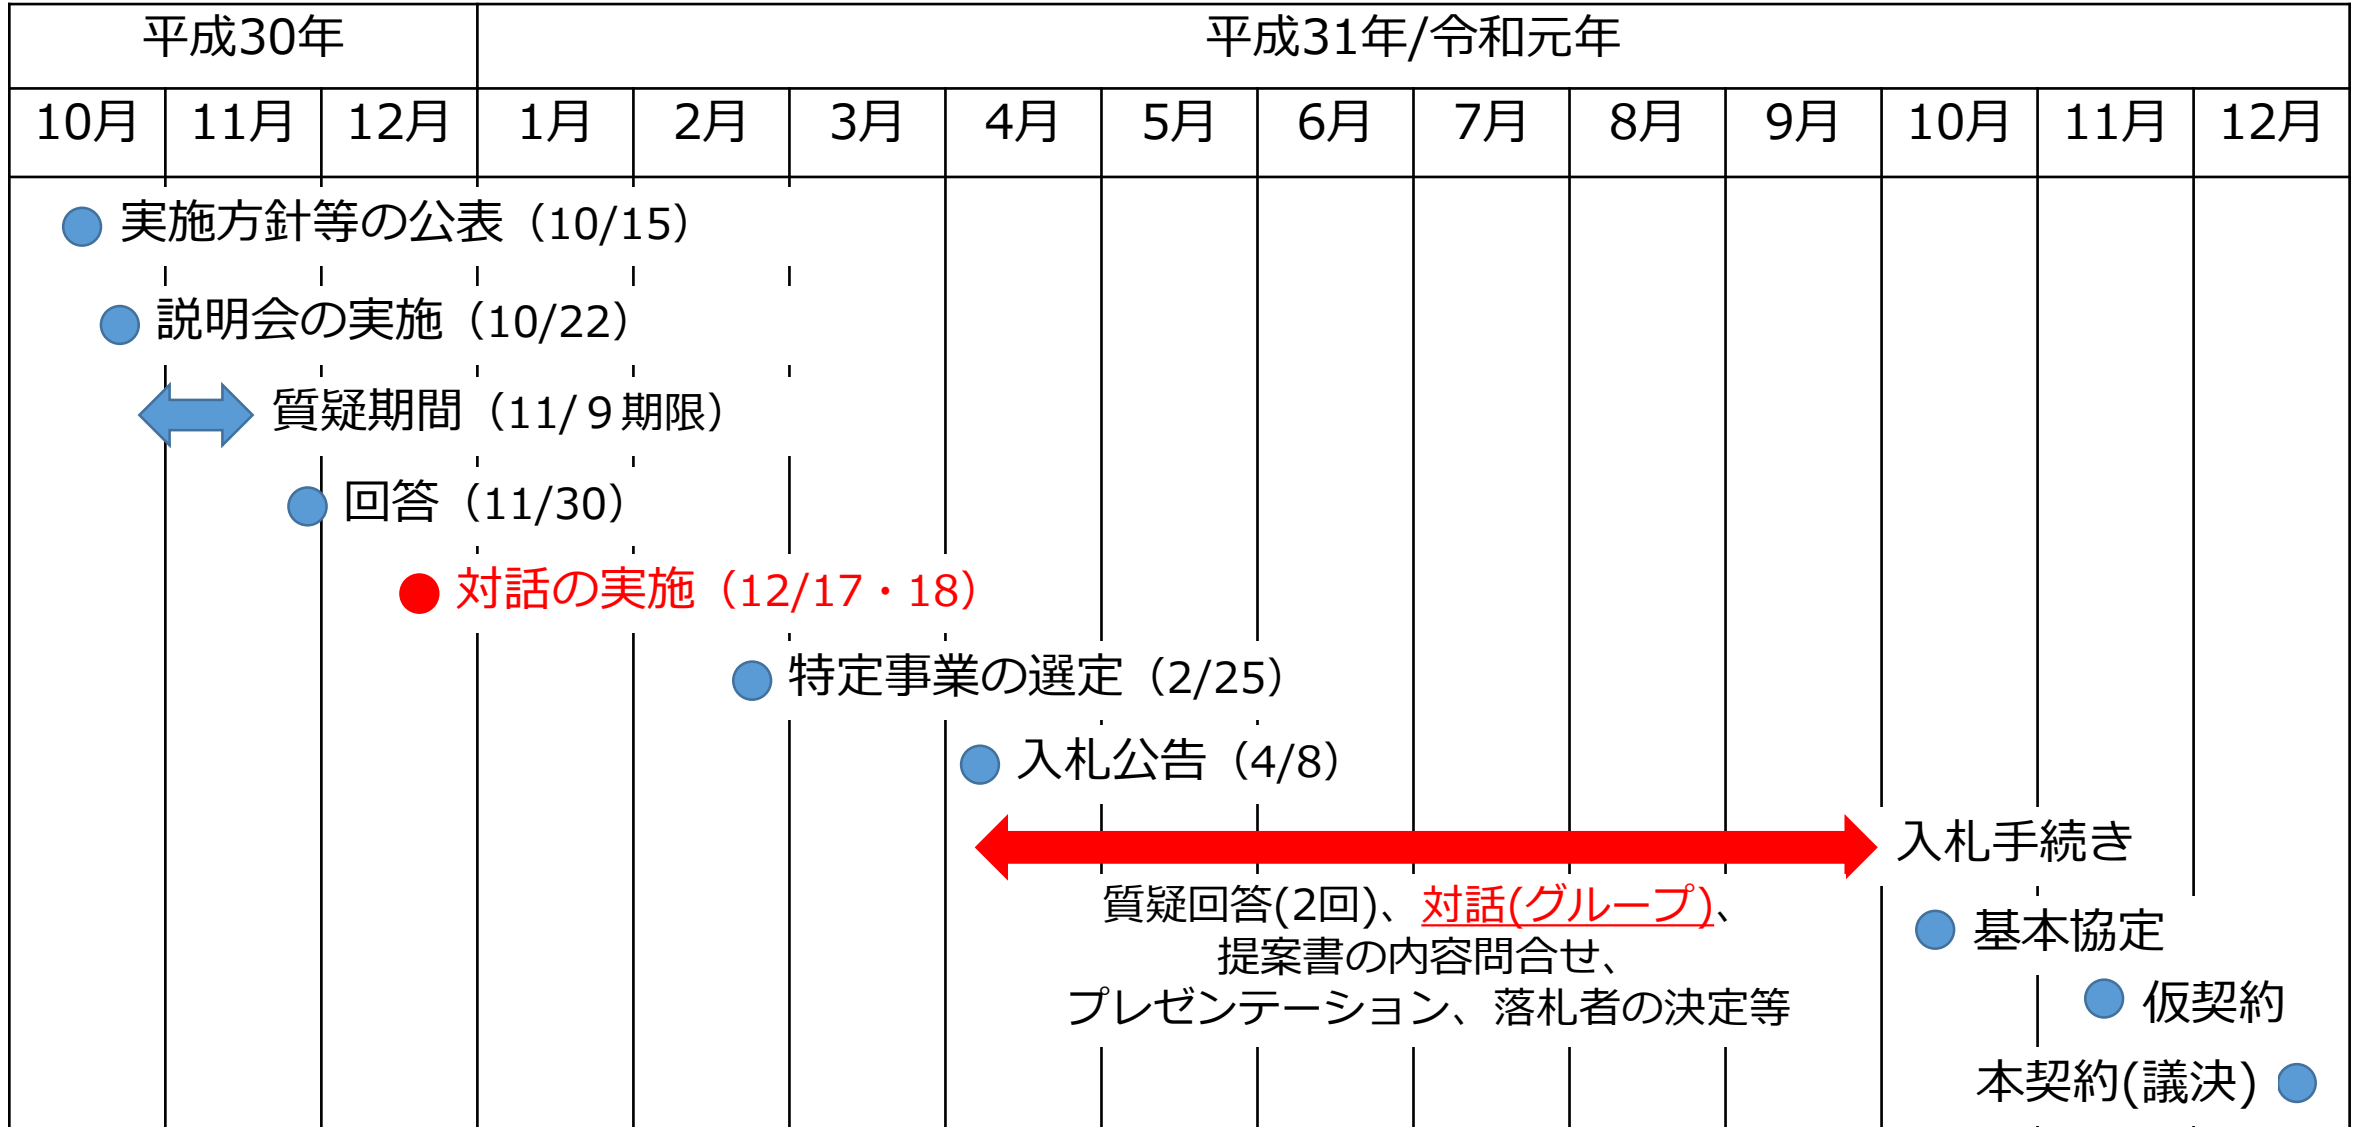 平成30年 平成31年/令和元年
10月 11月 12月 1月 2月 3月 4月 5月 6月 7月 8月 9月 10月 11月 12月
実施方針等の公表（10/15）
説明会の実施（10/22）
質疑期間（11/９期限）
回答（11/30）
対話の実施（12/17・18）
特定事業の選定（2/25）
入札公告（4/8）
入札手続き
質疑回答(2回)、対話(グループ)、
提案書の内容問合せ、
プレゼンテーション、落札者の決定等
基本協定
仮契約
本契約(議決)